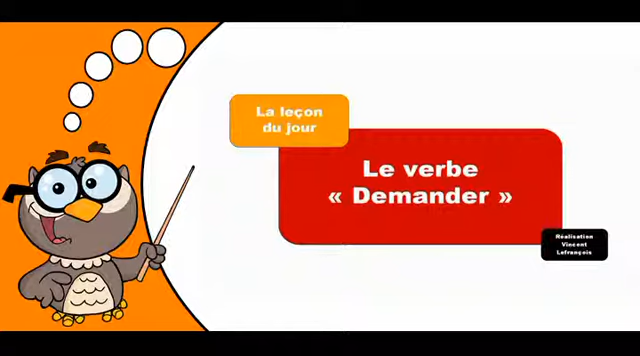 La leçon
du jour
Le verbe
« Demander »
Réalisation
Vincent
Lefrançois